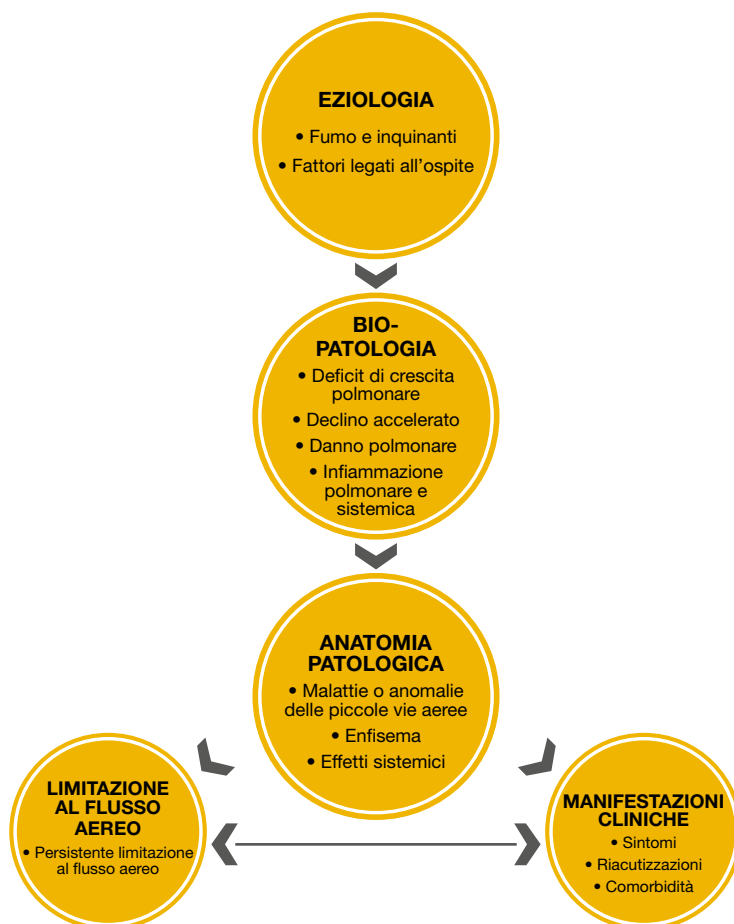 EZIOLOGIA
• Fumo e inquinanti
• Fattori legati all’ospite
BIO-
PATOLOGIA
• Deficit di crescita
polmonare
• Declino accelerato
• Danno polmonare
• Infiammazione
polmonare e
sistemica
ANATOMIA
PATOLOGICA
• Malattie o anomalie
delle piccole vie aeree
• Enfisema
• Effetti sistemici
LIMITAZIONE
AL FLUSSO
AEREO
• Persistente limitazione
al flusso aereo
MANIFESTAZIONI
CLINICHE
• Sintomi
• Riacutizzazioni
• Comorbidità